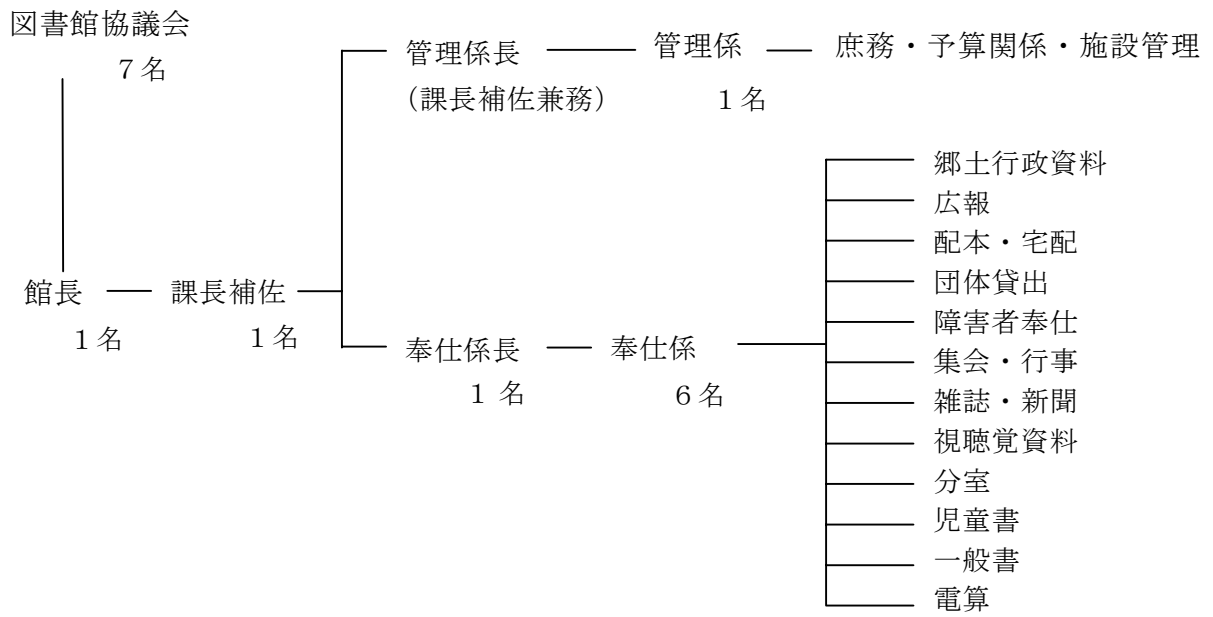 図書館協議会
７名
管理係長
（課長補佐兼務）
管理係
１名
庶務・予算関係・施設管理
館長
１名
課長補佐
１名
奉仕係長
１名
奉仕係
６名
郷土行政資料
広報
配本・宅配
団体貸出
障害者奉仕
集会・行事
雑誌・新聞
視聴覚資料
分室
児童書
一般書
電算